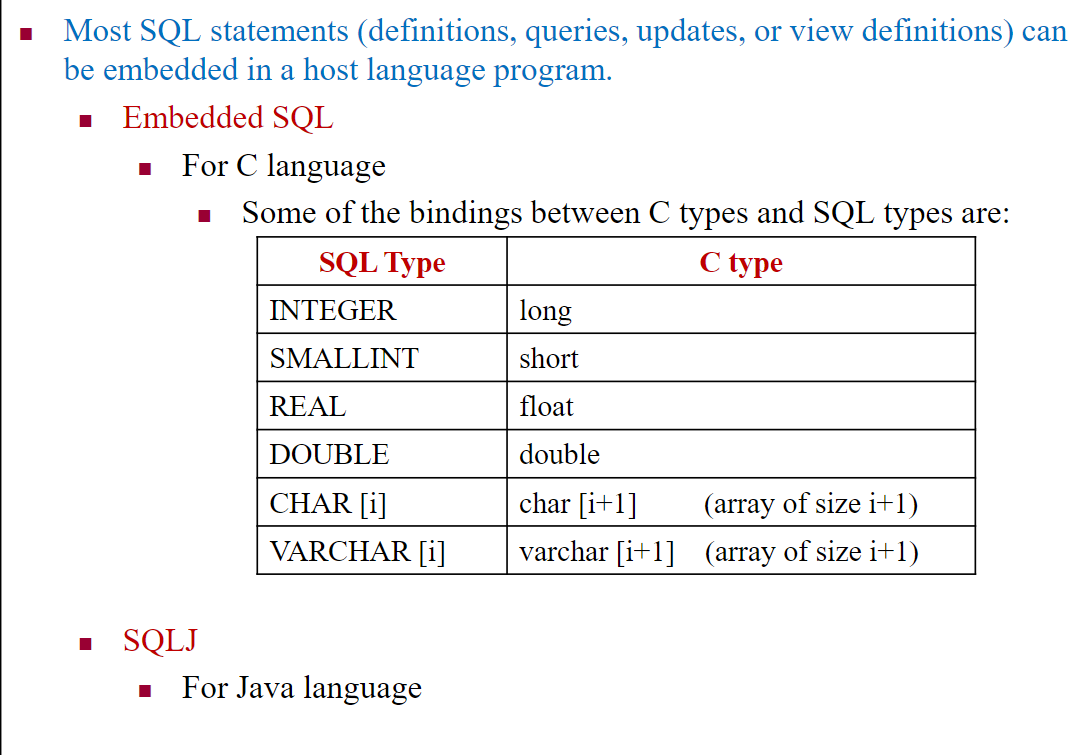 Most SQL statements (definitions, queries, updates, or view definitions) can
be embedded in a host language program.
Embedded SQL
For C language
Some of the bindings between C types and SQL types are:
SQL Type C type
INTEGER long
SMALLINT short
REAL float
DOUBLE double
CHAR [i] char [i+1] (array of size i+1)
VARCHAR [i] varchar [i+1] (array of size i+1)
SQLJ
For Java language